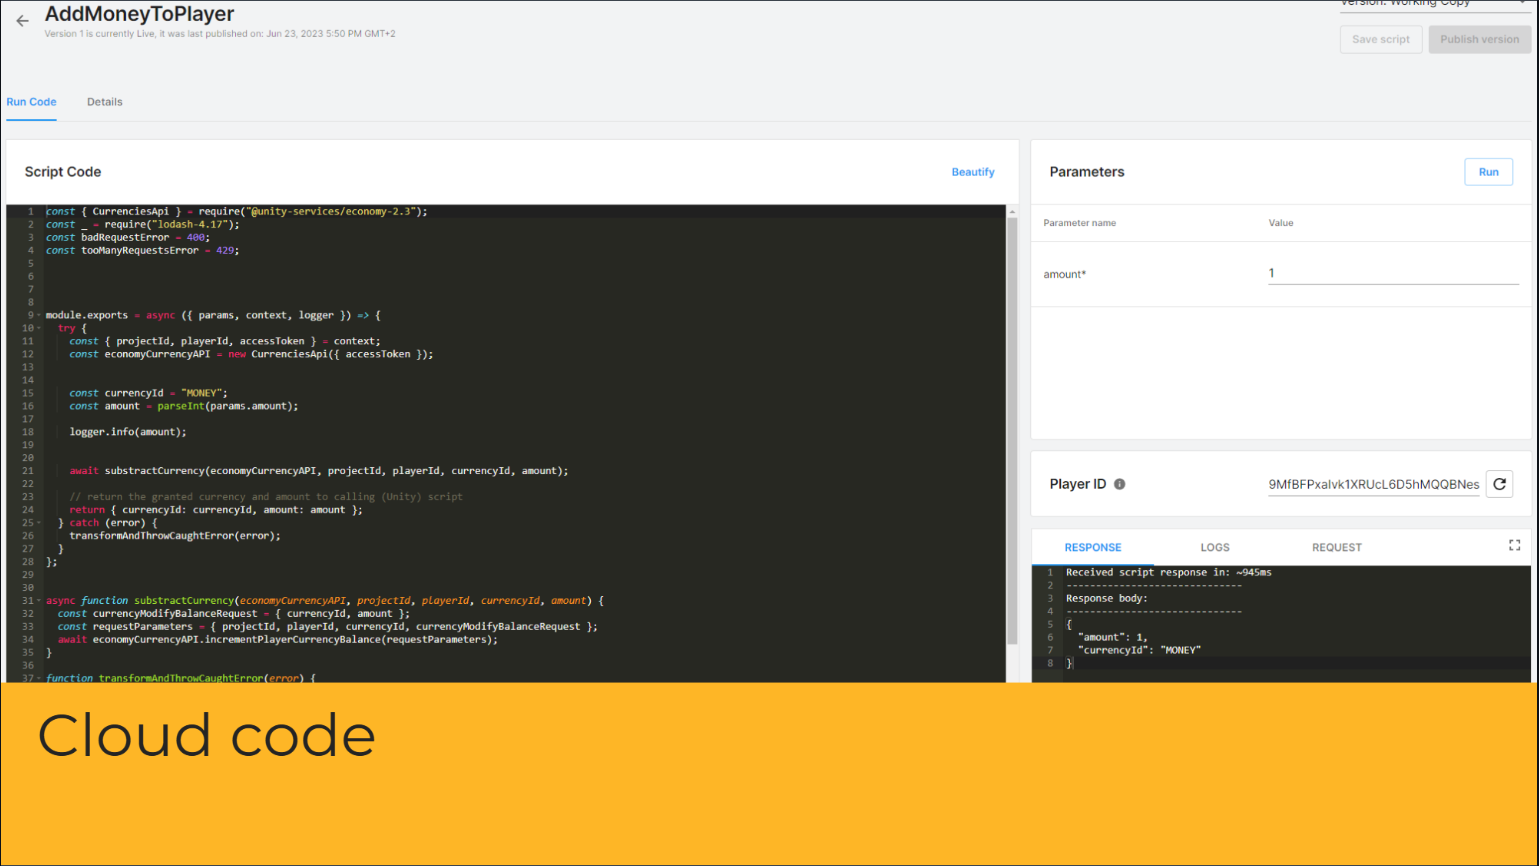 AddMoneyToPlayer
Version 1 is currently Live, it was last published on: Jun 23, 2023 5:50 PM GMT+2
Version: Working Copy
Save script
Publish version
Run Code
Details
Script Code
Beautify
1 const { CurrenciesApi } = require("@unity-services/economy-2.3");
2 const _ = require("lodash-4.17");
3 const badRequestError = 400;
4 const tooManyRequestsError = 429;
5
6
7
8
9 module.exports = async ({ params, context, logger }) => {
10 try {
11 const { projectId, playerId, accessToken } = context;
12 const economyCurrencyAPI = new CurrenciesApi({ accessToken });
13
14
15 const currencyId = "MONEY";
16 const amount = parseInt(params.amount);
17
18 logger.info(amount);
19
20
21 await substractCurrency(economyCurrencyAPI, projectId, playerId, currencyId, amount);
22
23 // return the granted currency and amount to calling (Unity) script
24 return { currencyId: currencyId, amount: amount };
25 } catch (error) {
26 transformAndThrowCaughtError(error);
27 }
28 };
29
30
31 async function substractCurrency(economyCurrencyAPI, projectId, playerId, currencyId, amount) {
32 const currencyModifyBalanceRequest = { currencyId, amount };
33 const requestParameters = { projectId, playerId, currencyId, currencyModifyBalanceRequest };
34 await economyCurrencyAPI.incrementPlayerCurrencyBalance(requestParameters);
35 }
36
37 function transformAndThrowCaughtError(error) {
Parameters
Run
Parameter name Value
amount* 1
Player ID 9MfBFPxaIvk1XRUcL6D5hMQQBNes
RESPONSE LOGS REQUEST
1 Received script response in: ~945ms
2 ------------------------------
3 Response body:
4 ------------------------------
5 {
6 "amount": 1,
7 "currencyId": "MONEY"
8 }
Cloud code